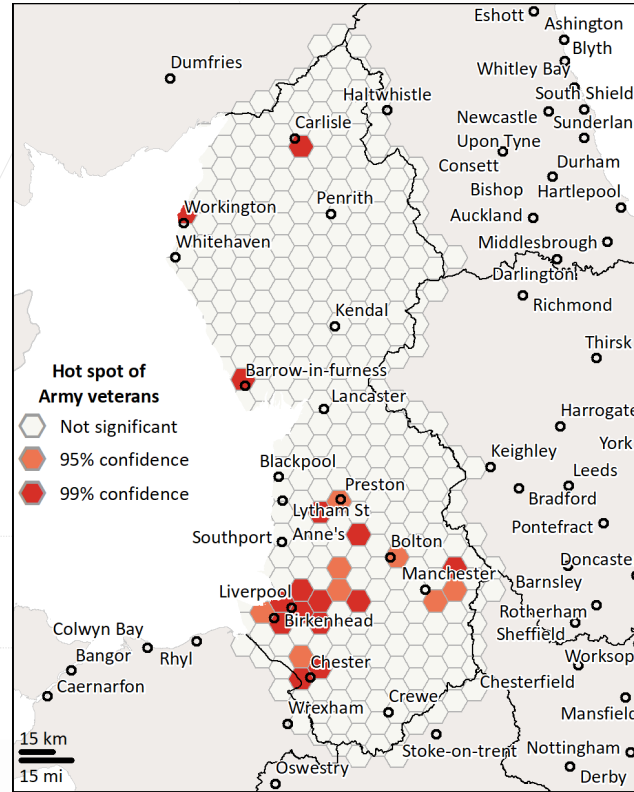 Eshott
Ashington
Blyth
Dumfries
Whitley Bay
Haltwhistle
South Shield
Newcastle
Upon Tyne
Sunderlan
Carlisle
Consett
Durham
Bishop
Auckland
Hartlepool
Workington
Penrith
Whitehaven
Middlesbrough
Darlington
Richmond
Kendal
Thirsk
Hot spot of
Army veterans
Not significant
95% confidence
99% confidence
Barrow-in-furness
Lancaster
Harrogate
York
Keighley
Leeds
Blackpool
Preston
Bradford
Lytham St
Anne's
Pontefract
Southport
Bolton
Doncaste
Manchester
Barnsley
Liverpool
Birkenhead
Rotherham
Sheffield
Colwyn Bay
Bangor
Rhyl
Chester
Worksop
Caernarfon
Chesterfield
Crewe
Mansfield
Wrexham
Stoke-on-trent
Nottingham
15 km
15 mi
Oswestry
Derby